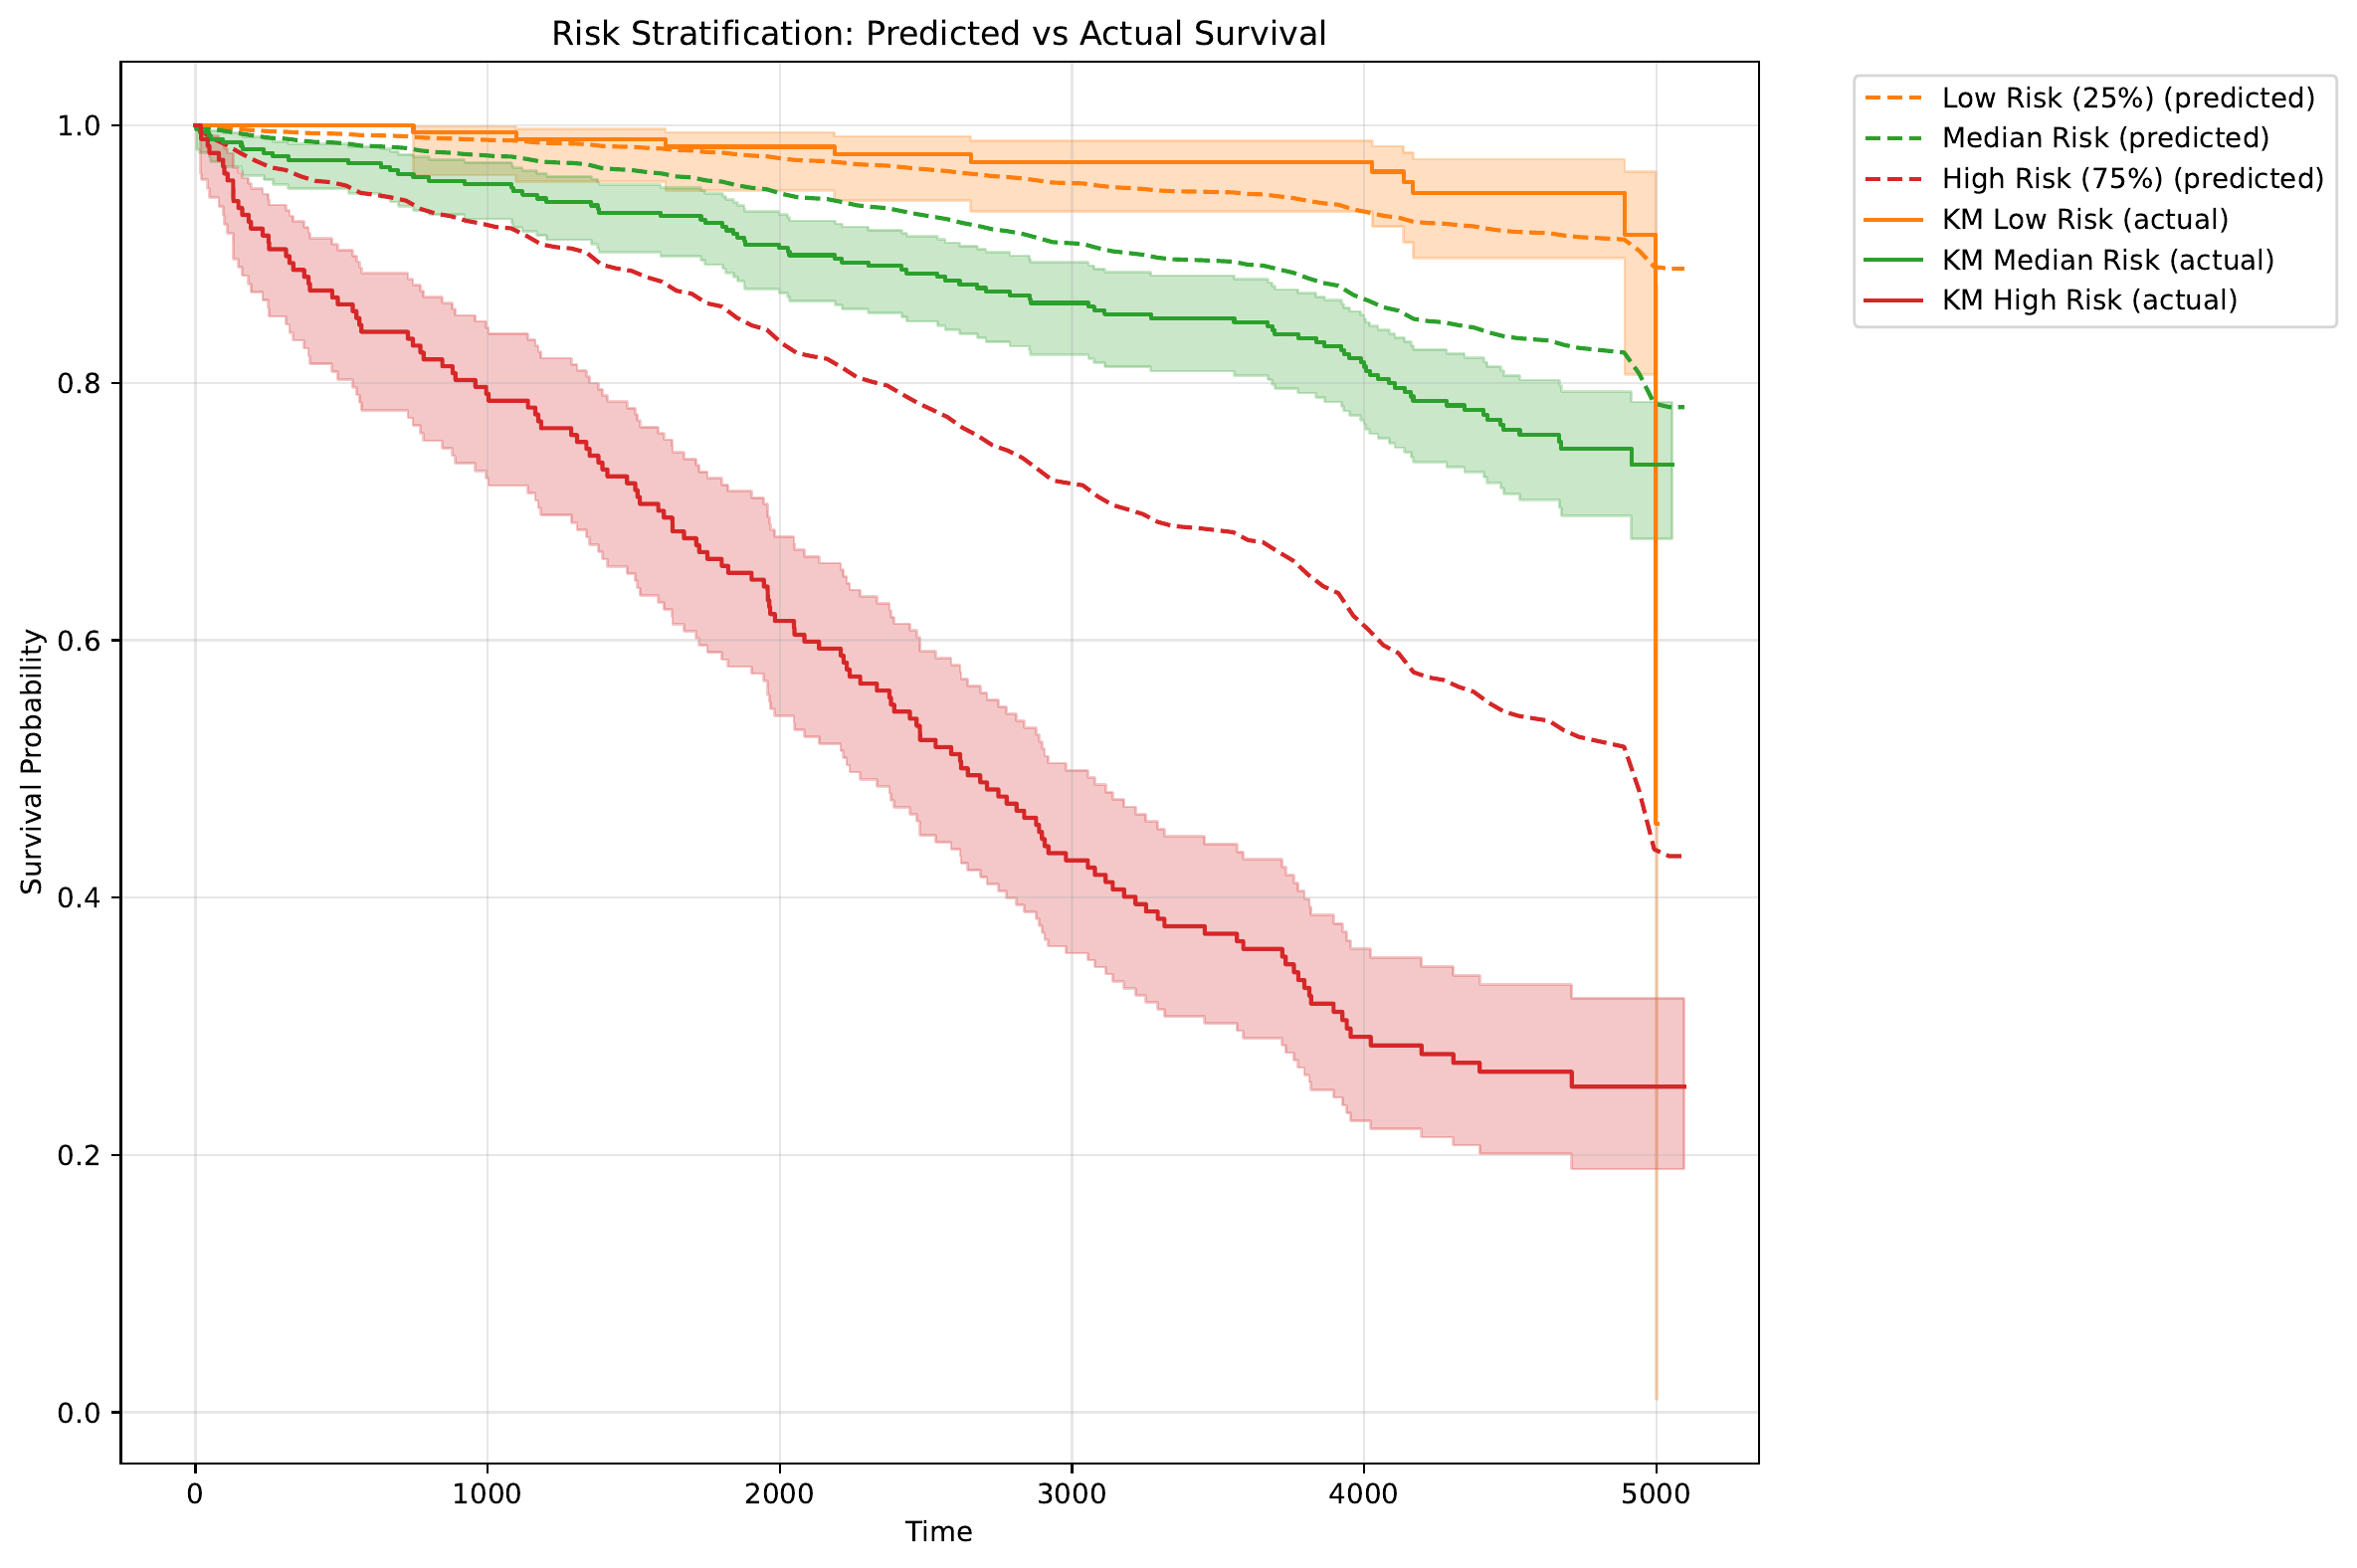 Risk Stratification: Predicted vs Actual Survival
Low Risk (25%) (predicted)
Median Risk (predicted)
High Risk (75%) (predicted)
KM Low Risk (actual)
KM Median Risk (actual)
KM High Risk (actual)
Survival Probability
1.0
0.8
0.6
0.4
0.2
0.0
0 1000 2000 3000 4000 5000
Time